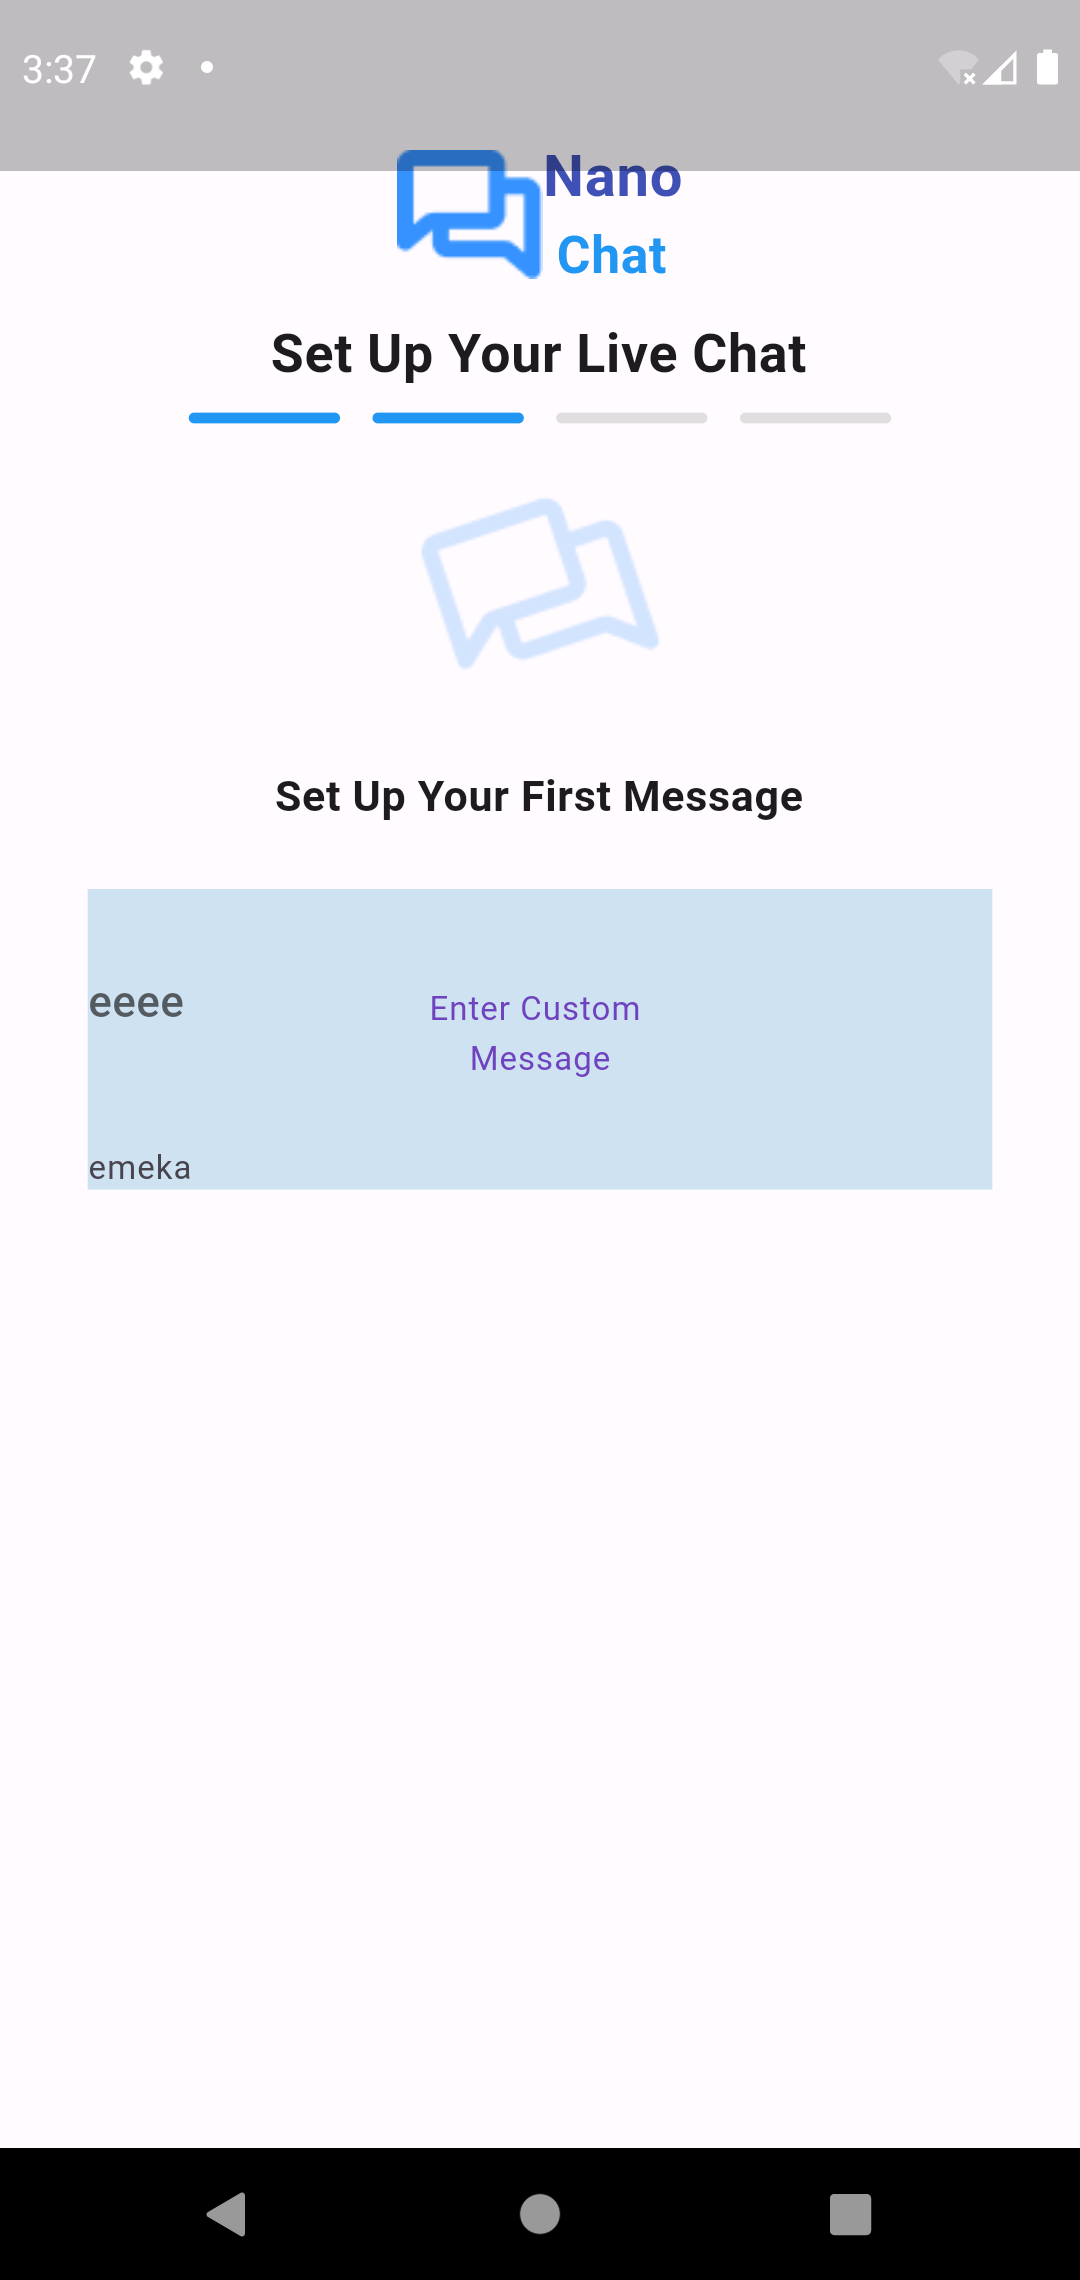 3:37
Nano
Chat
Set Up Your Live Chat
Set Up Your First Message
eeee
Enter Custom
Message
emeka